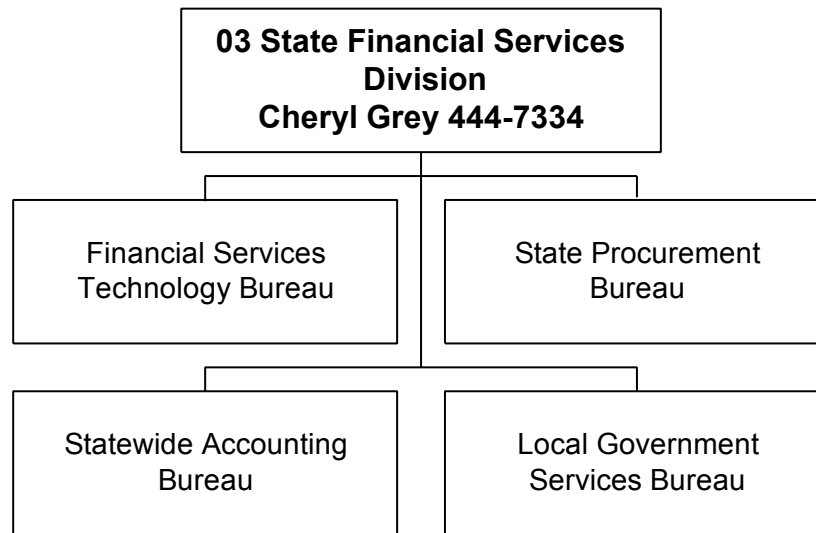 03 State Financial Services
Division
Cheryl Grey 444-7334
Financial Services
Technology Bureau
State Procurement
Bureau
Statewide Accounting
Bureau
Local Government
Services Bureau